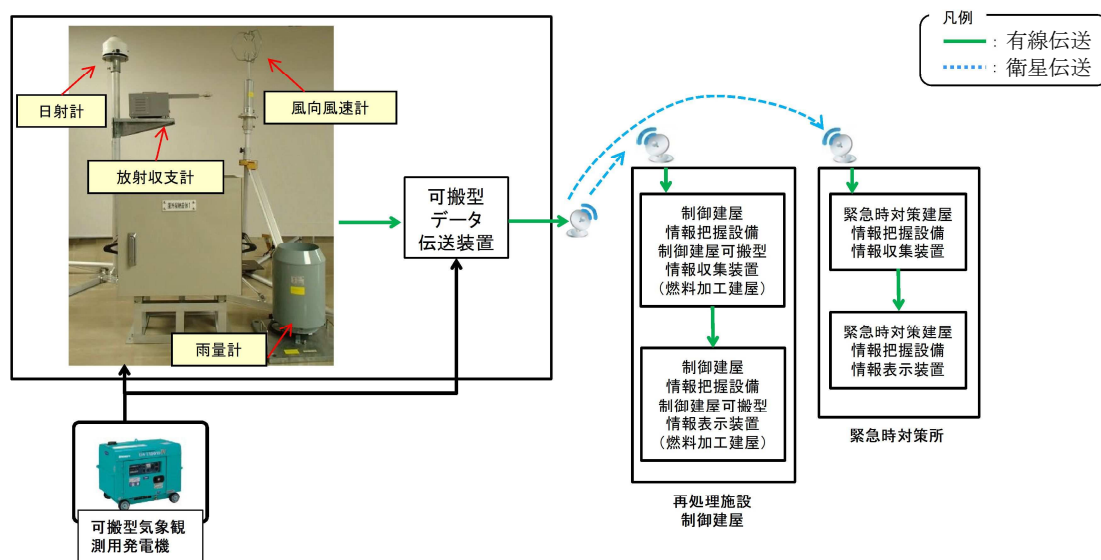 凡例
: 有線伝送
: 衛星伝送
日射計
風向風速計
放射収支計
雨量計
可搬型
データ
伝送装置
可搬型気象観
測用発電機
制御建屋
情報把握設備
制御建屋可搬型
情報収集装置
(燃料加工建屋)
制御建屋
情報把握設備
制御建屋可搬型
情報表示装置
(燃料加工建屋)
再処理施設
制御建屋
緊急時対策建屋
情報把握設備
情報収集装置
緊急時対策建屋
情報把握設備
情報表示装置
緊急時対策所